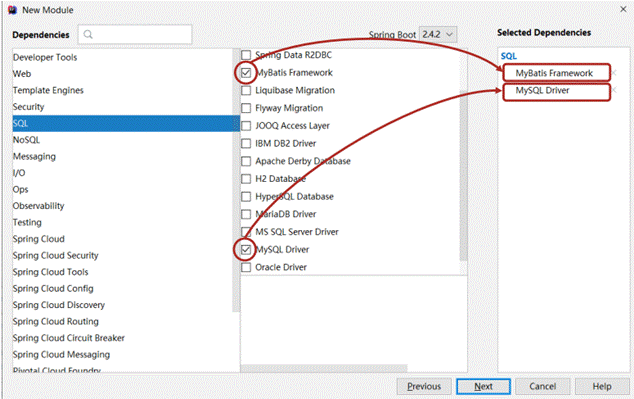 New Module
Dependencies
Spring Boot 2.4.2
Selected Dependencies
Developer Tools
Web
Template Engines
Security
SQL
NoSQL
Messaging
I/O
Ops
Observability
Testing
Spring Cloud
Spring Cloud Security
Spring Cloud Tools
Spring Cloud Config
Spring Cloud Discovery
Spring Cloud Routing
Spring Cloud Circuit Breaker
Spring Cloud Messaging
Pivotal Cloud Foundry
Spring Data R2DBC
MyBatis Framework
Liquibase Migration
Flyway Migration
JOOQ Access Layer
IBM DB2 Driver
Apache Derby Database
H2 Database
HyperSQL Database
MariaDB Driver
MS SQL Server Driver
MySQL Driver
Oracle Driver
SQL
MyBatis Framework
MySQL Driver
Previous
Next
Cancel
Help